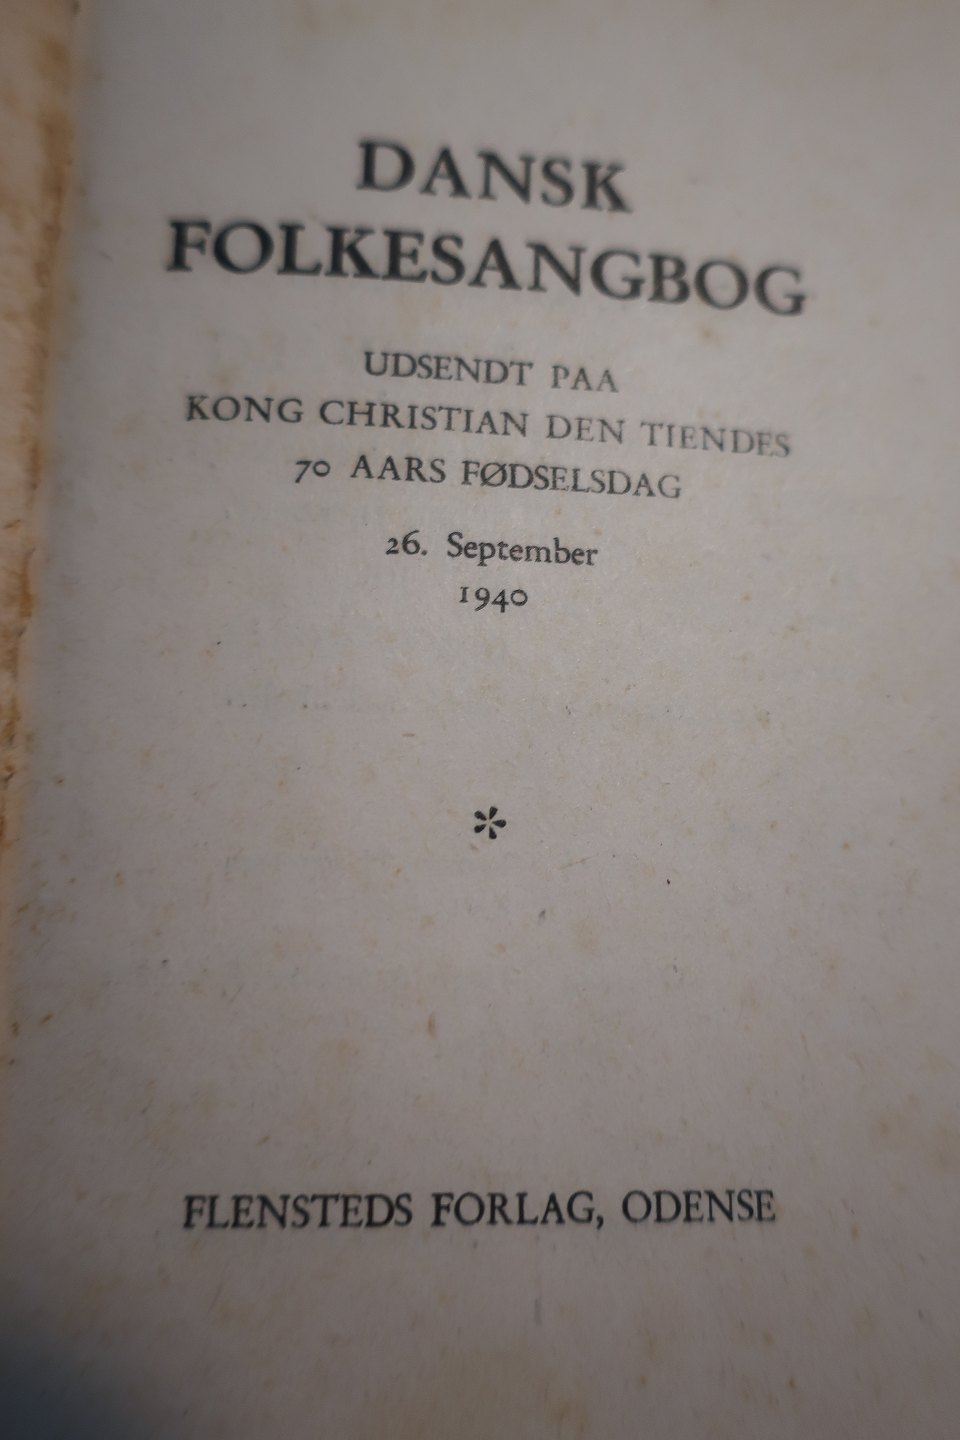 DANSK
FOLKESANGBOG
UDSENDT PAA
KONG CHRISTIAN DEN TIENDES
70 AARS FØDSELSDAG
26. September
1940
*
FLENSTEDS FORLAG, ODENSE